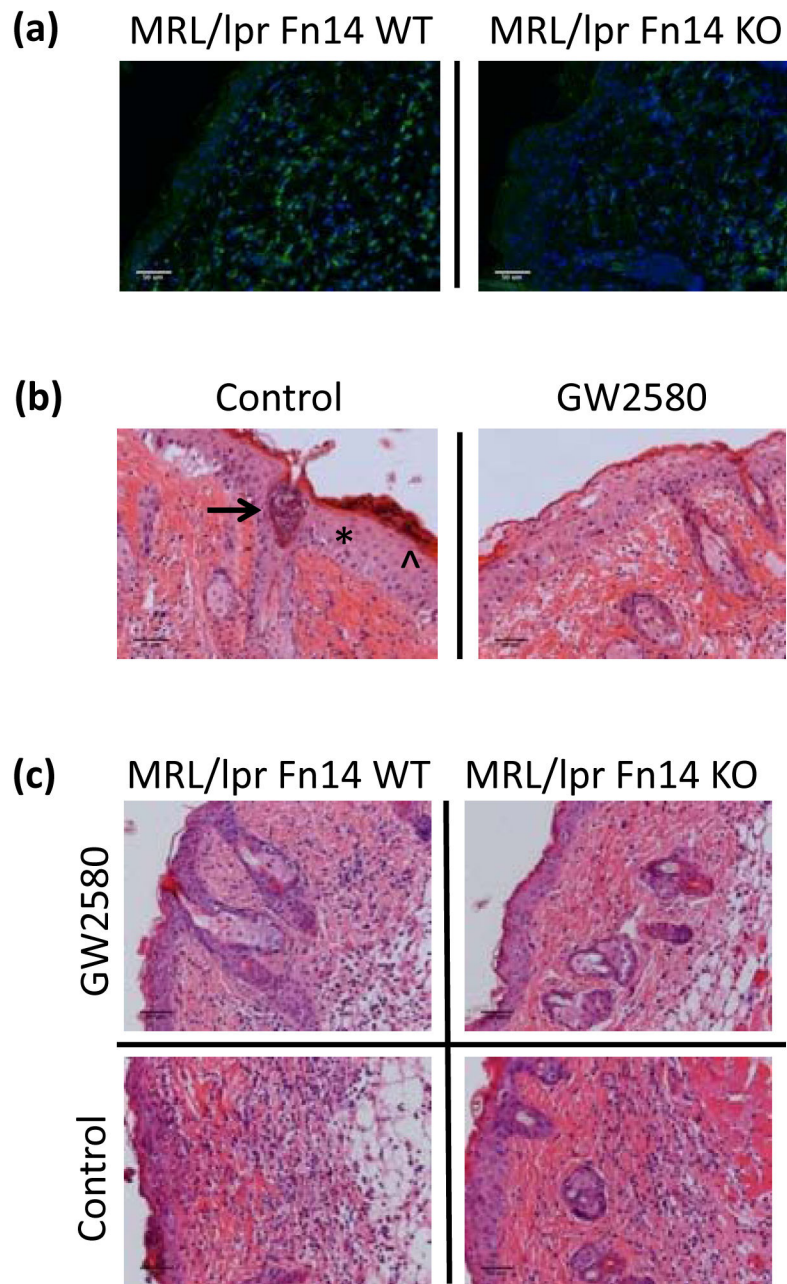 (a)
MRL/lpr Fn14 WT
MRL/lpr Fn14 KO
(b)
Control
GW2580
*
^
(c)
MRL/lpr Fn14 WT
MRL/lpr Fn14 KO
GW2580
Control